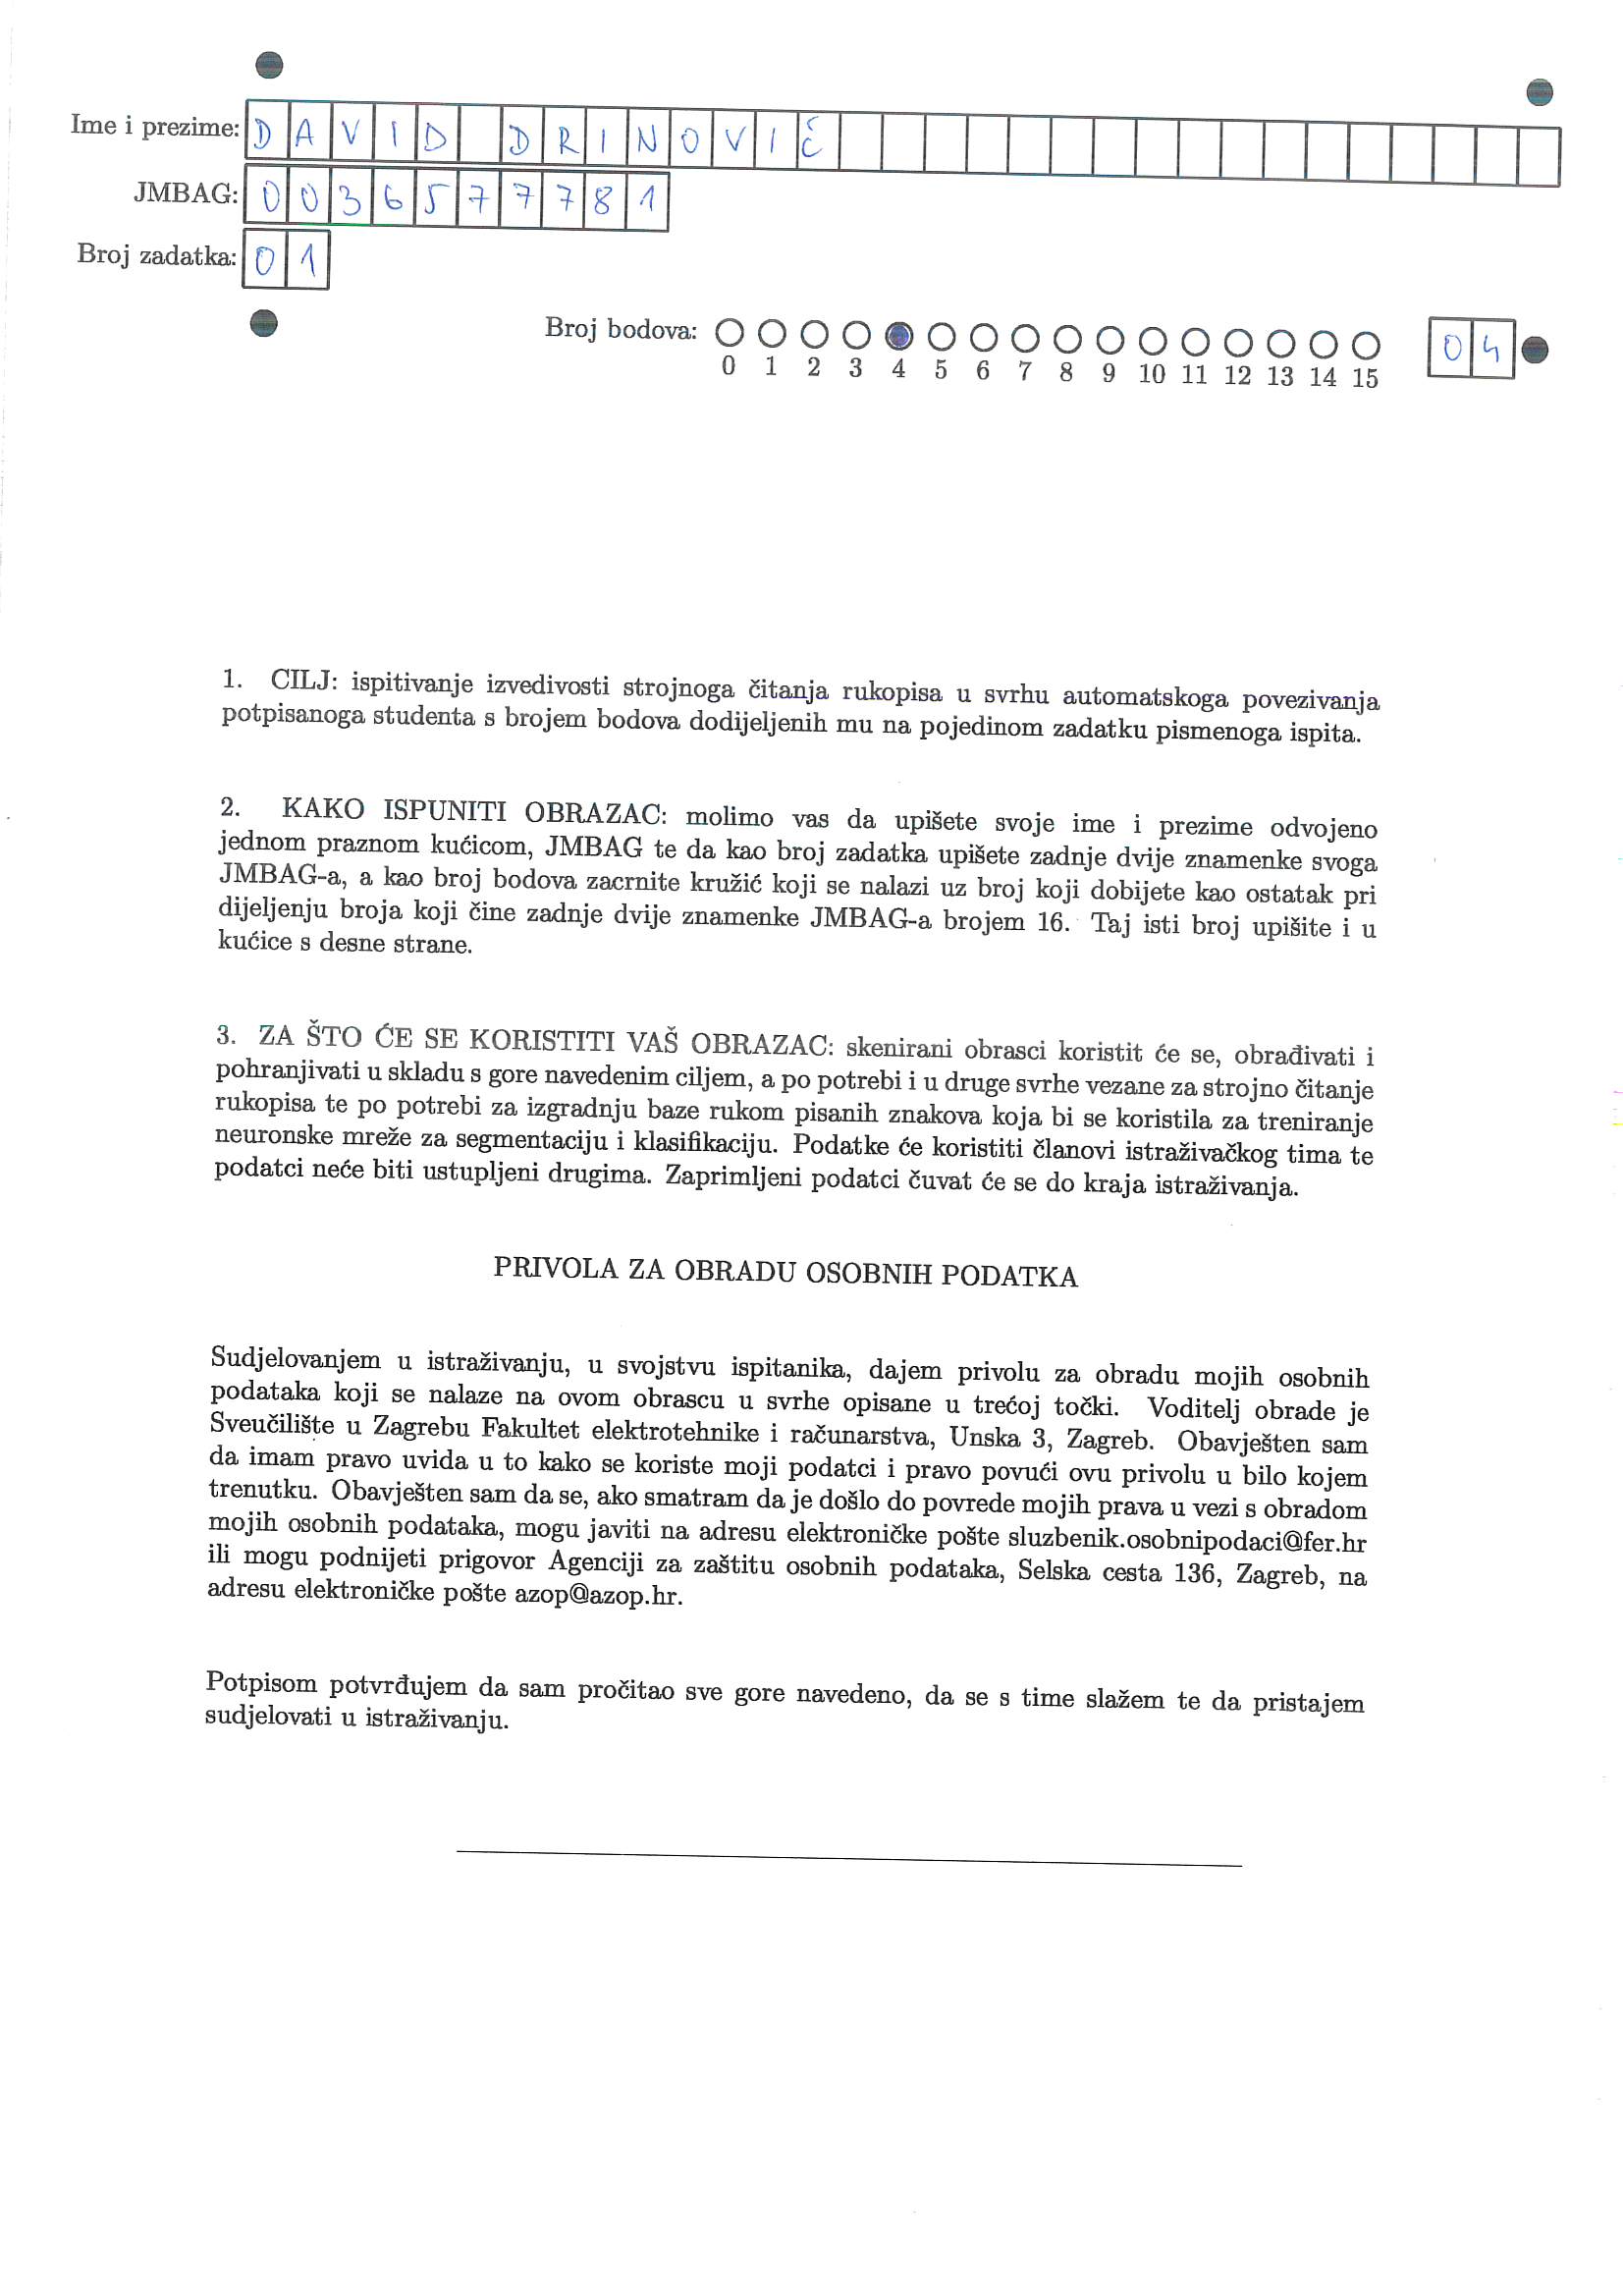 Ime i prezime: DAVID DRINOVIĆ
JMBAG: 0036577781
Broj zadatka: 01
Broj bodova: 04
0 1 2 3 4 5 6 7 8 9 10 11 12 13 14 15
1. CILJ: ispitivanje izvedivosti strojnoga čitanja rukopisa u svrhu automatskoga povezivanja
potpisanoga studenta s brojem bodova dodijeljenih mu na pojedinom zadatku pismenoga ispita.
2. KAKO ISPUNITI OBRAZAC: molimo vas da upišete svoje ime i prezime odvojeno
jednom praznom kućicom, JMBAG te da kao broj zadatka upišete zadnje dvije znamenke svoga
JMBAG-a, a kao broj bodova zacrnite kružić koji se nalazi uz broj koji dobijete kao ostatak pri
dijeljenju broja koji čine zadnje dvije znamenke JMBAG-a brojem 16. Taj isti broj upišite i u
kućice s desne strane.
3. ZA ŠTO ĆE SE KORISTITI VAŠ OBRAZAC: skenirani obrasci koristit će se, obrađivati i
pohranjivati u skladu s gore navedenim ciljem, a po potrebi i u druge svrhe vezane za strojno čitanje
rukopisa te po potrebi za izgradnju baze rukom pisanih znakova koja bi se koristila za treniranje
neuronske mreže za segmentaciju i klasifikaciju. Podatke će koristiti članovi istraživačkog tima te
podatci neće biti ustupljeni drugima. Zaprimljeni podatci čuvat će se do kraja istraživanja.
PRIVOLA ZA OBRADU OSOBNIH PODATKA
Sudjelovanjem u istraživanju, u svojstvu ispitanika, dajem privolu za obradu mojih osobnih
podataka koji se nalaze na ovom obrascu u svrhe opisane u trećoj točki. Voditelj obrade je
Sveučilište u Zagrebu Fakultet elektrotehnike i računarstva, Unska 3, Zagreb. Obavješten sam
da imam pravo uvida u to kako se koriste moji podatci i pravo povući ovu privolu u bilo kojem
trenutku. Obavješten sam da se, ako smatram da je došlo do povrede mojih prava u vezi s obradom
mojih osobnih podataka, mogu javiti na adresu elektroničke pošte sluzbenik.osobnipodaci@fer.hr
ili mogu podnijeti prigovor Agenciji za zaštitu osobnih podataka, Selska cesta 136, Zagreb, na
adresu elektroničke pošte azop@azop.hr.
Potpisom potvrđujem da sam pročitao sve gore navedeno, da se s time slažem te da pristajem
sudjelovati u istraživanju.